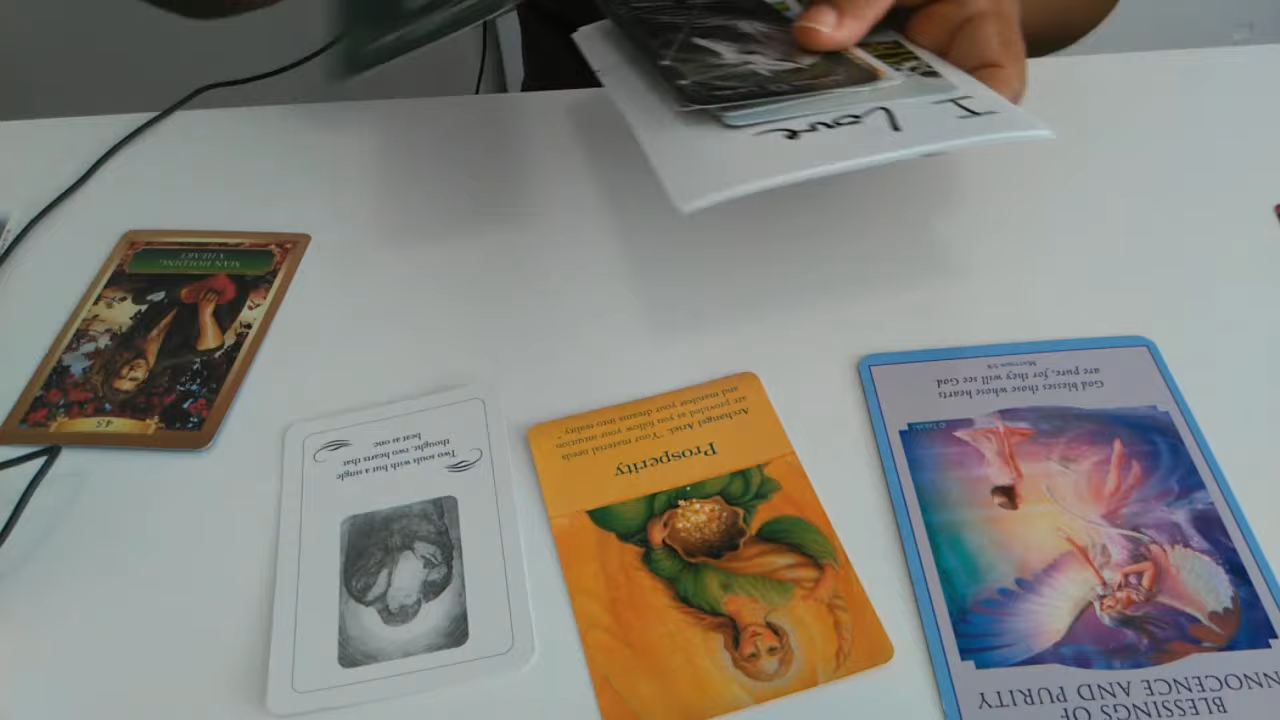 I Love
45
MAN HOLDING
A HEART
Two souls with but a single
thought, two hearts that
beat as one.
Prosperity
Archangel Ariel: "Your material needs
are provided as you follow your intuition
and manifest your dreams into reality."
BLESSINGS OF
INNOCENCE AND PURITY
God blesses those whose hearts
are pure, for they will see God.